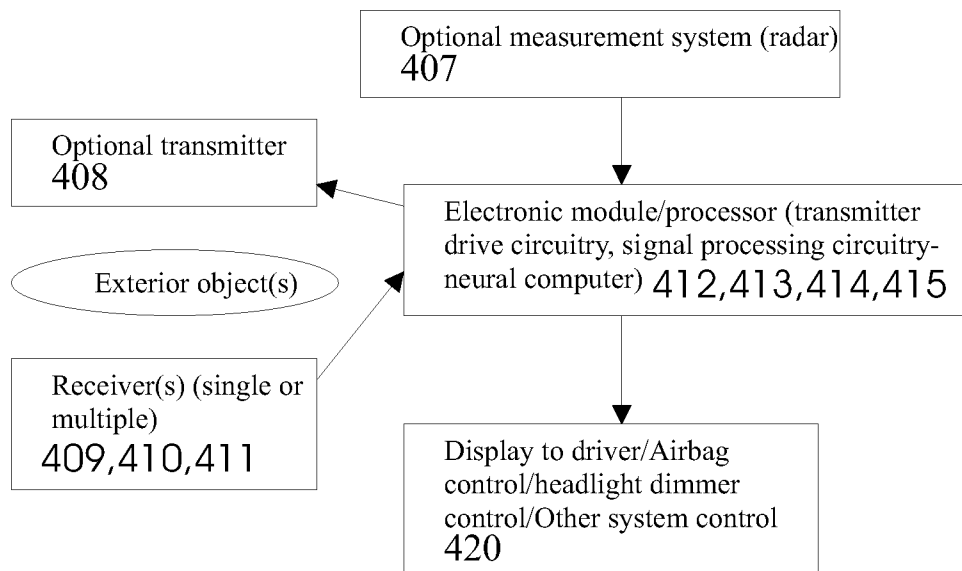 Optional measurement system (radar)
407
Optional transmitter
408
Electronic module/processor (transmitter
drive circuitry, signal processing circuitry-
neural computer) 412,413,414,415
Exterior object(s)
Receiver(s) (single or
multiple)
409,410,411
Display to driver/Airbag
control/headlight dimmer
control/Other system control
420